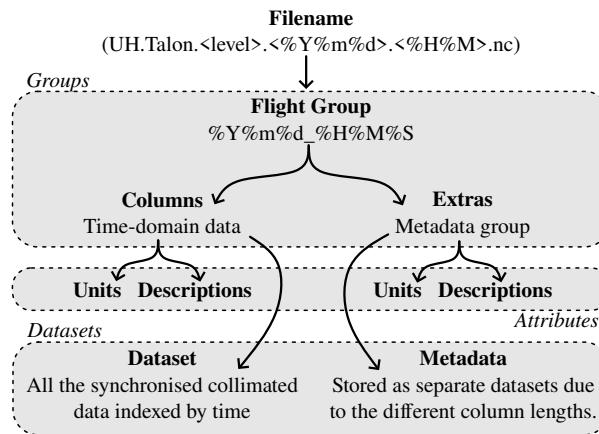 Filename
(UH.Talon.<level>.<%Y%m%d>.<%H%M>.nc)
Groups
Flight Group
%Y%m%d_%H%M%S
Columns
Time-domain data
Extras
Metadata group
Units Descriptions
Units Descriptions
Attributes
Datasets
Dataset
All the synchronised collimated
data indexed by time
Metadata
Stored as separate datasets due
to the different column lengths.